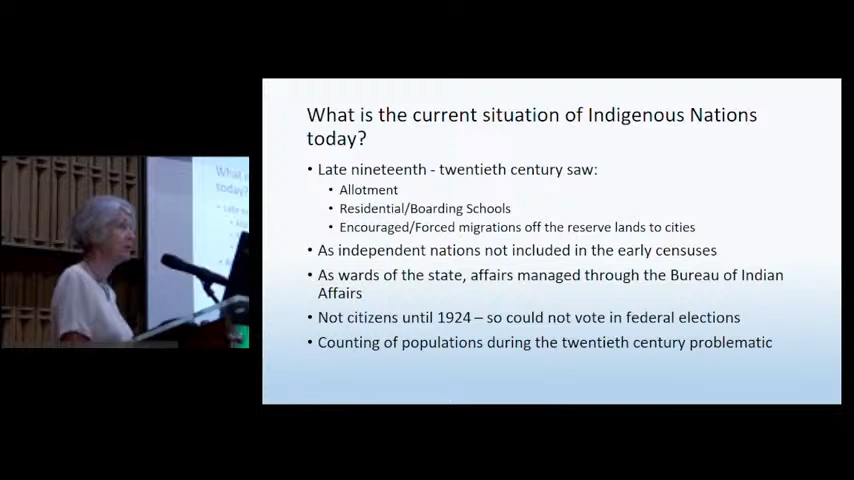 What is the current situation of Indigenous Nations
today?
• Late nineteenth - twentieth century saw:
• Allotment
• Residential/Boarding Schools
• Encouraged/Forced migrations off the reserve lands to cities
• As independent nations not included in the early censuses
• As wards of the state, affairs managed through the Bureau of Indian
Affairs
• Not citizens until 1924 – so could not vote in federal elections
• Counting of populations during the twentieth century problematic
What
today?